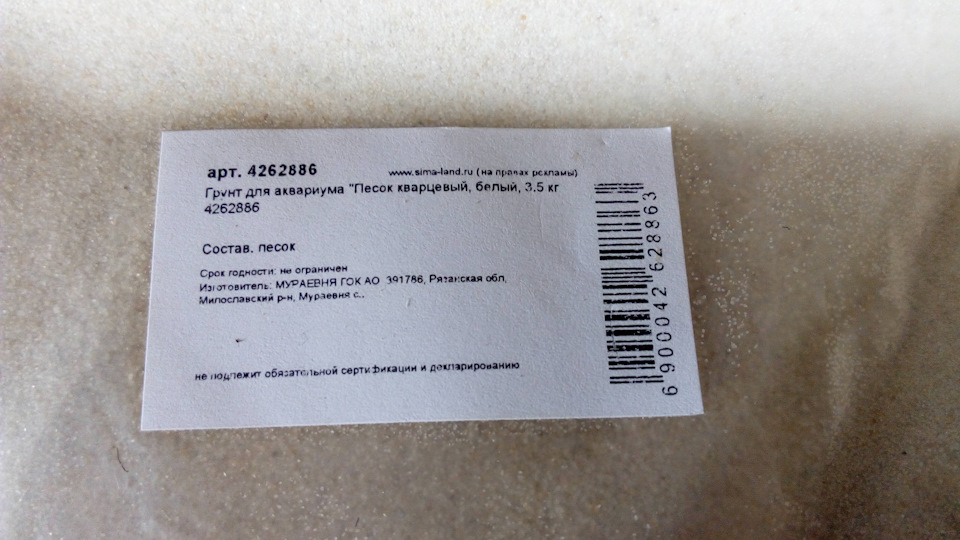 арт. 4262886
www.sima-land.ru (на правах рекламы)
Грунт для аквариума "Песок кварцевый, белый, 3.5 кг
4262886
Состав. песок
Срок годности: не ограничен
Изготовитель: МУРАЕВНЯ ГОК АО 391786, Рязанская обл,
Милославский р-н, Мураевня с..
не подлежит обязательной сертификации и декларированию
6 900042 628863